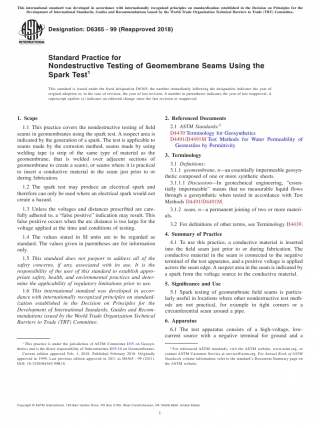 This international standard was developed in accordance with internationally recognized principles on standardization established in the Decision on Principles for the
Development of International Standards, Guides and Recommendations issued by the World Trade Organization Technical Barriers to Trade (TBT) Committee.
Designation: D6365 − 99 (Reapproved 2018)
Standard Practice for
Nondestructive Testing of Geomembrane Seams Using the
Spark Test1
This standard is issued under the fixed designation D6365; the number immediately following the designation indicates the year of
original adoption or, in the case of revision, the year of last revision. A number in parentheses indicates the year of last reapproval. A
superscript epsilon (ε) indicates an editorial change since the last revision or reapproval.
1. Scope
1.1 This practice covers the nondestructive testing of field
seams in geomembranes using the spark test. A suspect area is
indicated by the generation of a spark. The test is applicable to
seams made by the extrusion method, seams made by using
welding tape (a strip of the same type of material as the
geomembrane, that is welded over adjacent sections of
geomembrane to create a seam), or seams where it is practical
to insert a conductive material in the seam just prior to or
during fabrication.
1.2 The spark test may produce an electrical spark and
therefore can only be used where an electrical spark would not
create a hazard.
1.3 Unless the voltages and distances prescribed are care-
fully adhered to, a “false positive” indication may result. This
false positive occurs when the arc distance is too large for the
voltage applied at the time and conditions of testing.
1.4 The values stated in SI units are to be regarded as
standard. The values given in parentheses are for information
only.
1.5 This standard does not purport to address all of the
safety concerns, if any, associated with its use. It is the
responsibility of the user of this standard to establish appro-
priate safety, health, and environmental practices and deter-
mine the applicability of regulatory limitations prior to use.
1.6 This international standard was developed in accor-
dance with internationally recognized principles on standard-
ization established in the Decision on Principles for the
Development of International Standards, Guides and Recom-
mendations issued by the World Trade Organization Technical
Barriers to Trade (TBT) Committee.
1 This practice is under the jurisdiction of ASTM Committee D35 on Geosyn-
thetics and is the direct responsibility of Subcommittee D35.10 on Geomembranes.
Current edition approved Feb. 1, 2018. Published February 2018. Originally
approved in 1999. Last previous edition approved in 2011 as D6365 – 99 (2011).
DOI: 10.1520/D6365-99R18.
2. Referenced Documents
2.1 ASTM Standards:2
D4439 Terminology for Geosynthetics
D4491/D4491M Test Methods for Water Permeability of
Geotextiles by Permittivity
3. Terminology
3.1 Definitions:
3.1.1 geomembrane, n—an essentially impermeable geosyn-
thetic composed of one or more synthetic sheets.
3.1.1.1 Discussion—In geotechnical engineering, “essen-
tially impermeable” means that no measurable liquid flows
through a geosynthetic when tested in accordance with Test
Methods D4491/D4491M.
3.1.2 seam, n—a permanent joining of two or more materi-
als.
3.2 For definitions of other terms, see Terminology D4439.
4. Summary of Practice
4.1 To use this practice, a conductive material is inserted
into the field seam just prior to or during fabrication. The
conductive material in the seam is connected to the negative
terminal of the test apparatus, and a positive voltage is applied
across the seam edge. A suspect area in the seam is indicated by
a spark from the voltage source to the conductive material.
5. Significance and Use
5.1 Spark testing of geomembrane field seams is particu-
larly useful in locations where other nondestructive test meth-
ods are not practical, for example in tight corners or a
circumferential seam around a pipe.
6. Apparatus
6.1 The test apparatus consists of a high-voltage, low-
current source with a negative terminal for ground and a
2 For referenced ASTM standards, visit the ASTM website, www.astm.org, or
contact ASTM Customer Service at service@astm.org. For Annual Book of ASTM
Standards volume information, refer to the standard's Document Summary page on
the ASTM website.
Copyright © ASTM International, 100 Barr Harbor Drive, PO Box C700, West Conshohocken, PA 19428-2959. United States
1